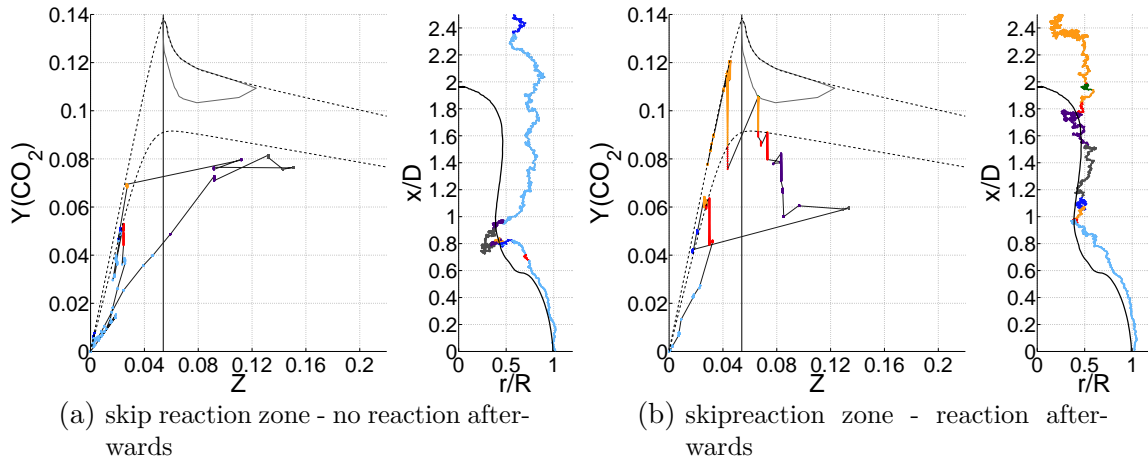 0.14
0.12
0.1
0.08
0.06
0.04
0.02
0
Y(CO2)
0 0.04 0.08 0.12 0.16 0.2
Z
2.4
2.2
2
1.8
1.6
1.4
1.2
1
0.8
0.6
0.4
0.2
0
x/D
0 0.5 1
r/R
(a) skip reaction zone - no reaction after-
wards
0.14
0.12
0.1
0.08
0.06
0.04
0.02
0
Y(CO2)
0 0.04 0.08 0.12 0.16 0.2
Z
2.4
2.2
2
1.8
1.6
1.4
1.2
1
0.8
0.6
0.4
0.2
0
x/D
0 0.5 1
r/R
(b) skipreaction zone - reaction after-
wards